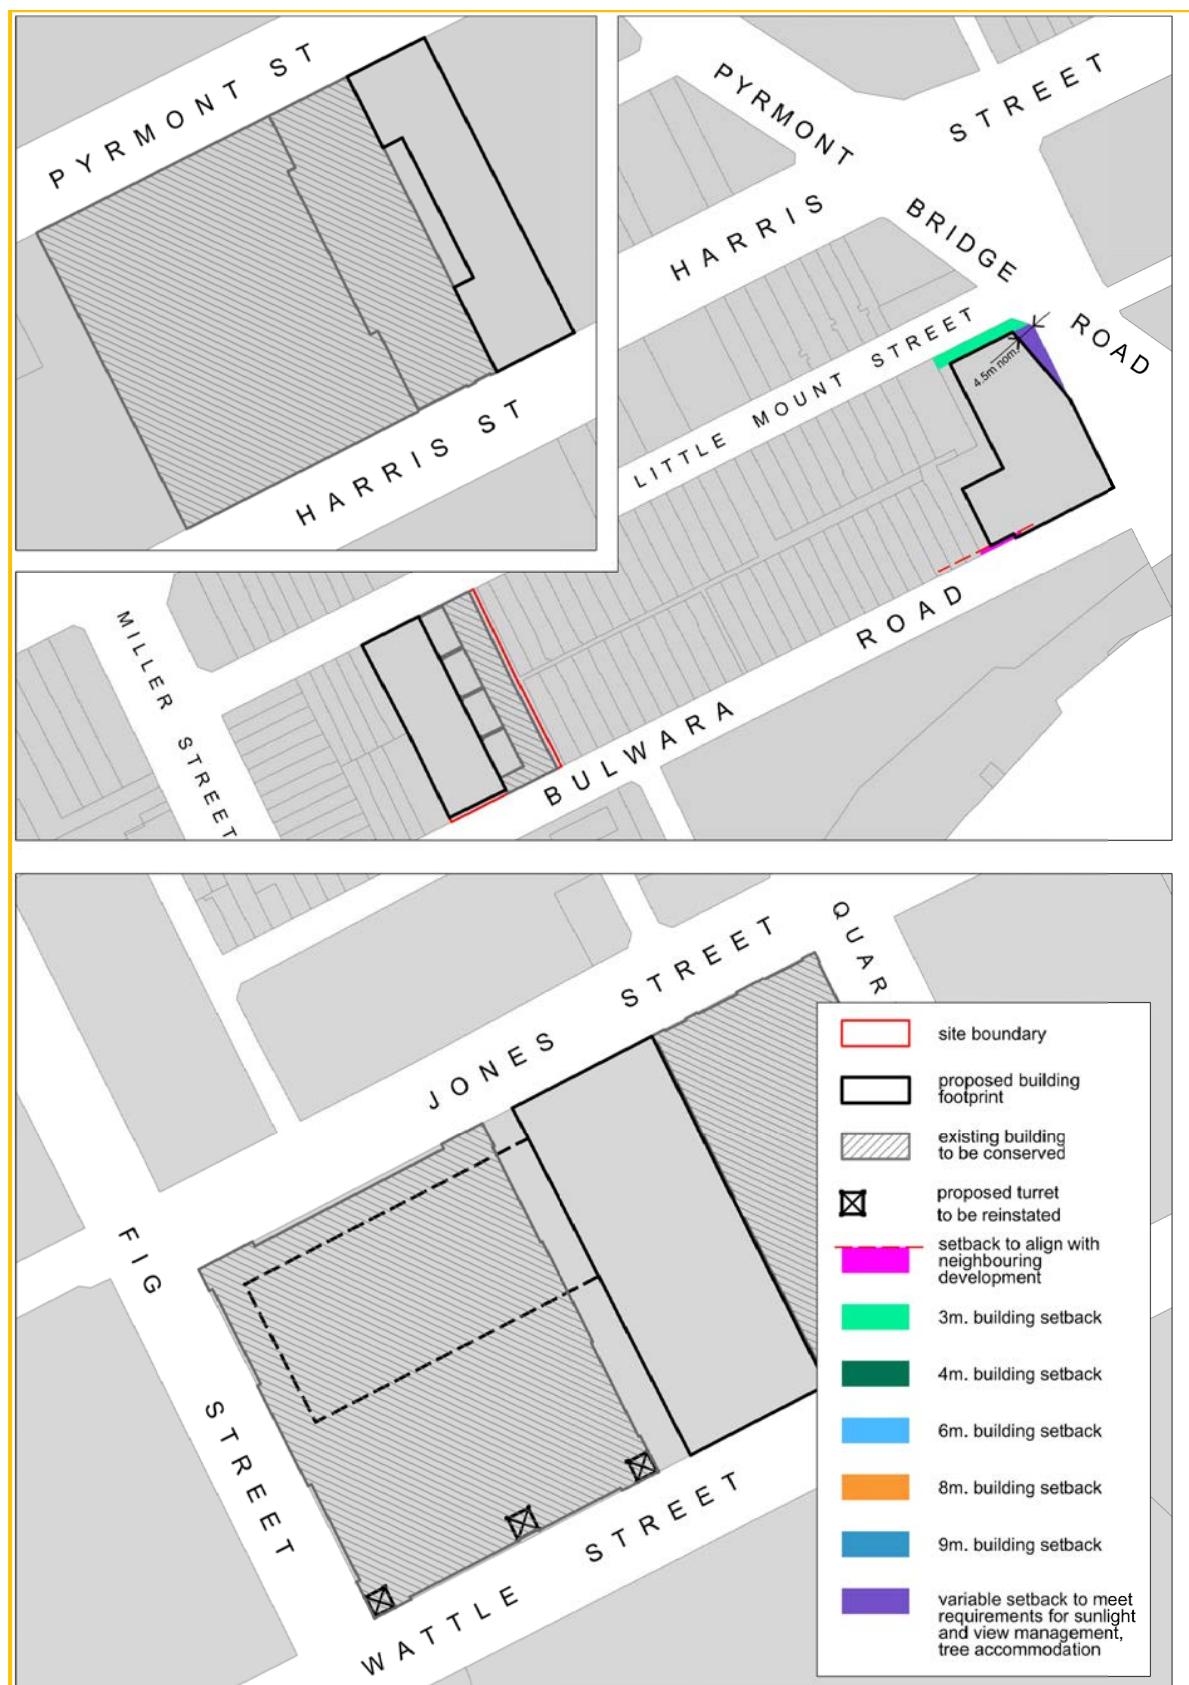 PYRMONT ST
HARRIS ST
PYRMONT
BRIDGE
ROAD
HARRIS STREET
LITTLE MOUNT STREET
4.5m nom.
BULWARA ROAD
MILLER STREET
JONES STREET
QUAR
FIG STREET
WATTLE STREET
site boundary
proposed building
footprint
existing building
to be conserved
proposed turret
to be reinstated
setback to align with
neighbouring
development
3m. building setback
4m. building setback
6m. building setback
8m. building setback
9m. building setback
variable setback to meet
requirements for sunlight
and view management,
tree accommodation